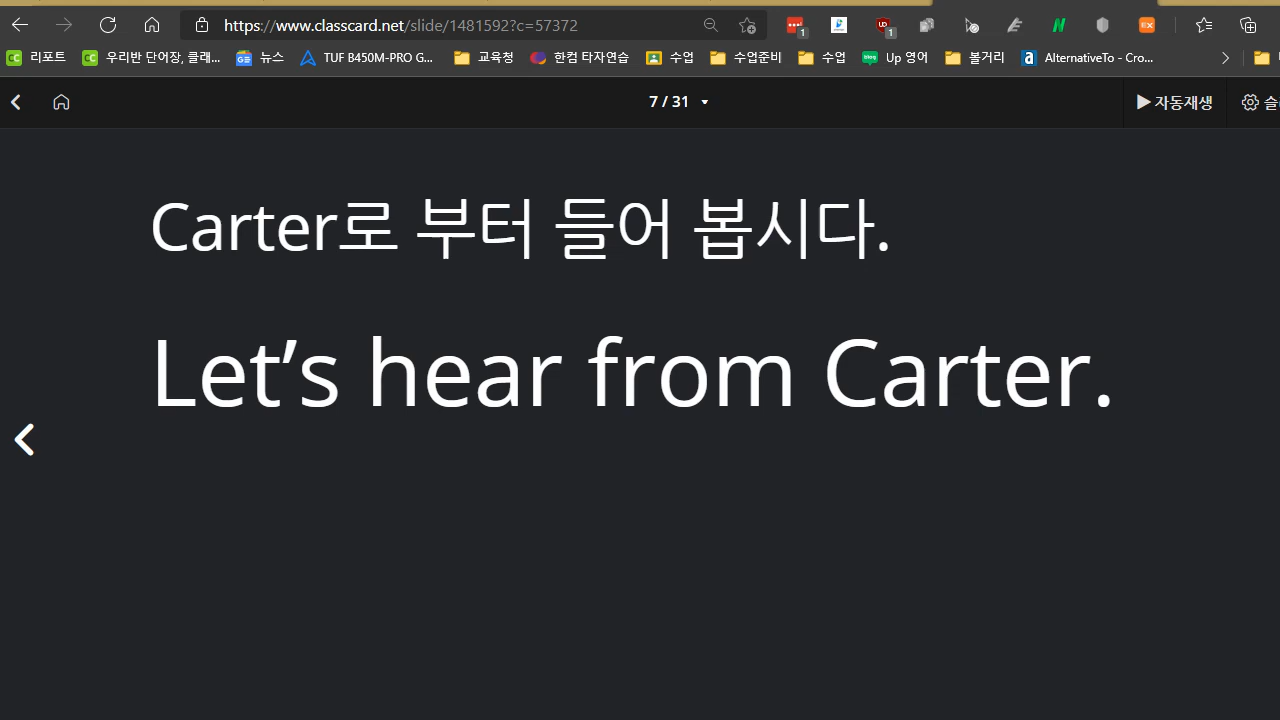 https://www.classcard.net/slide/1481592?c=57372
1
1
리포트
우리반 단어장, 클래...
뉴스
TUF B450M-PRO G...
교육청
한컴 타자연습
수업
수업준비
수업
Up 영어
볼거리
AlternativeTo - Cro...
7 / 31
자동재생
Carter로 부터 들어 봅시다.
Let’s hear from Carter.